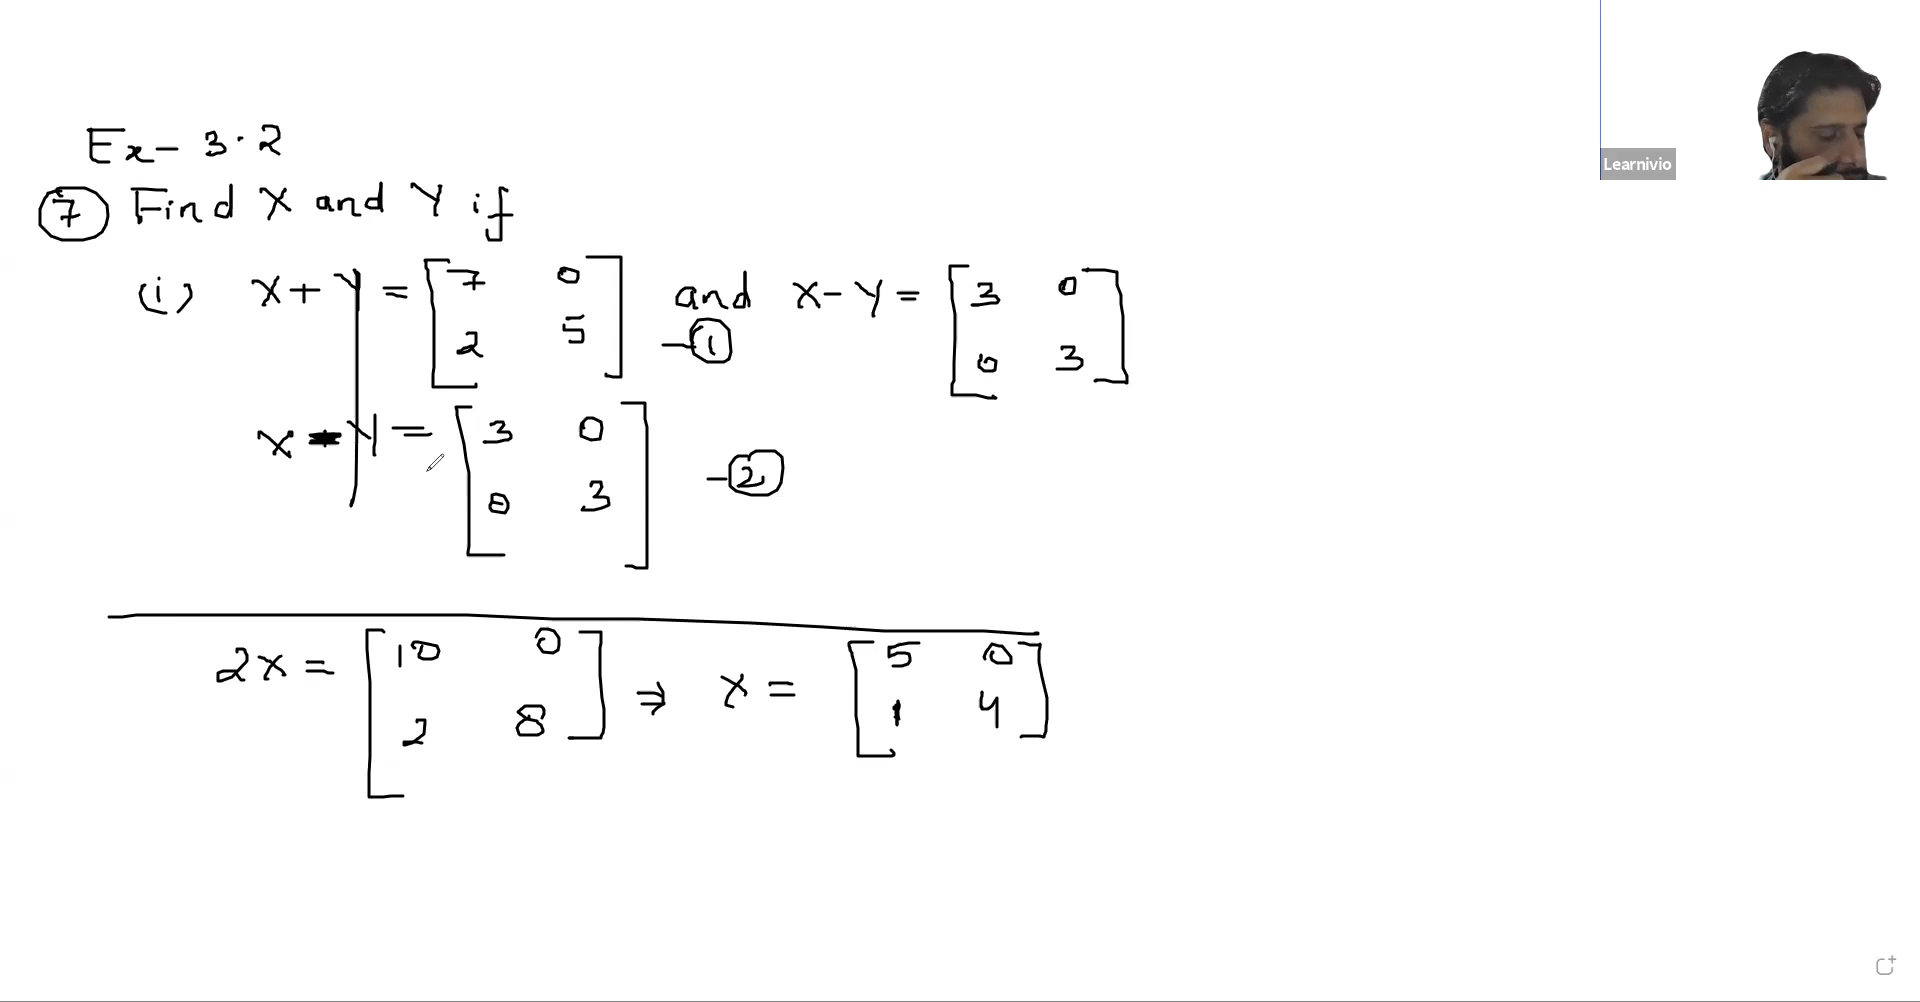 Ex- 3.2
7 Find X and Y if
(i) X+Y= [7 0 2 5] -1 and X-Y= [3 0 0 3]
X-Y= [3 0 0 3] -2
2X= [10 0 2 8] ⇒ X= [5 0 1 4]
Learnivio